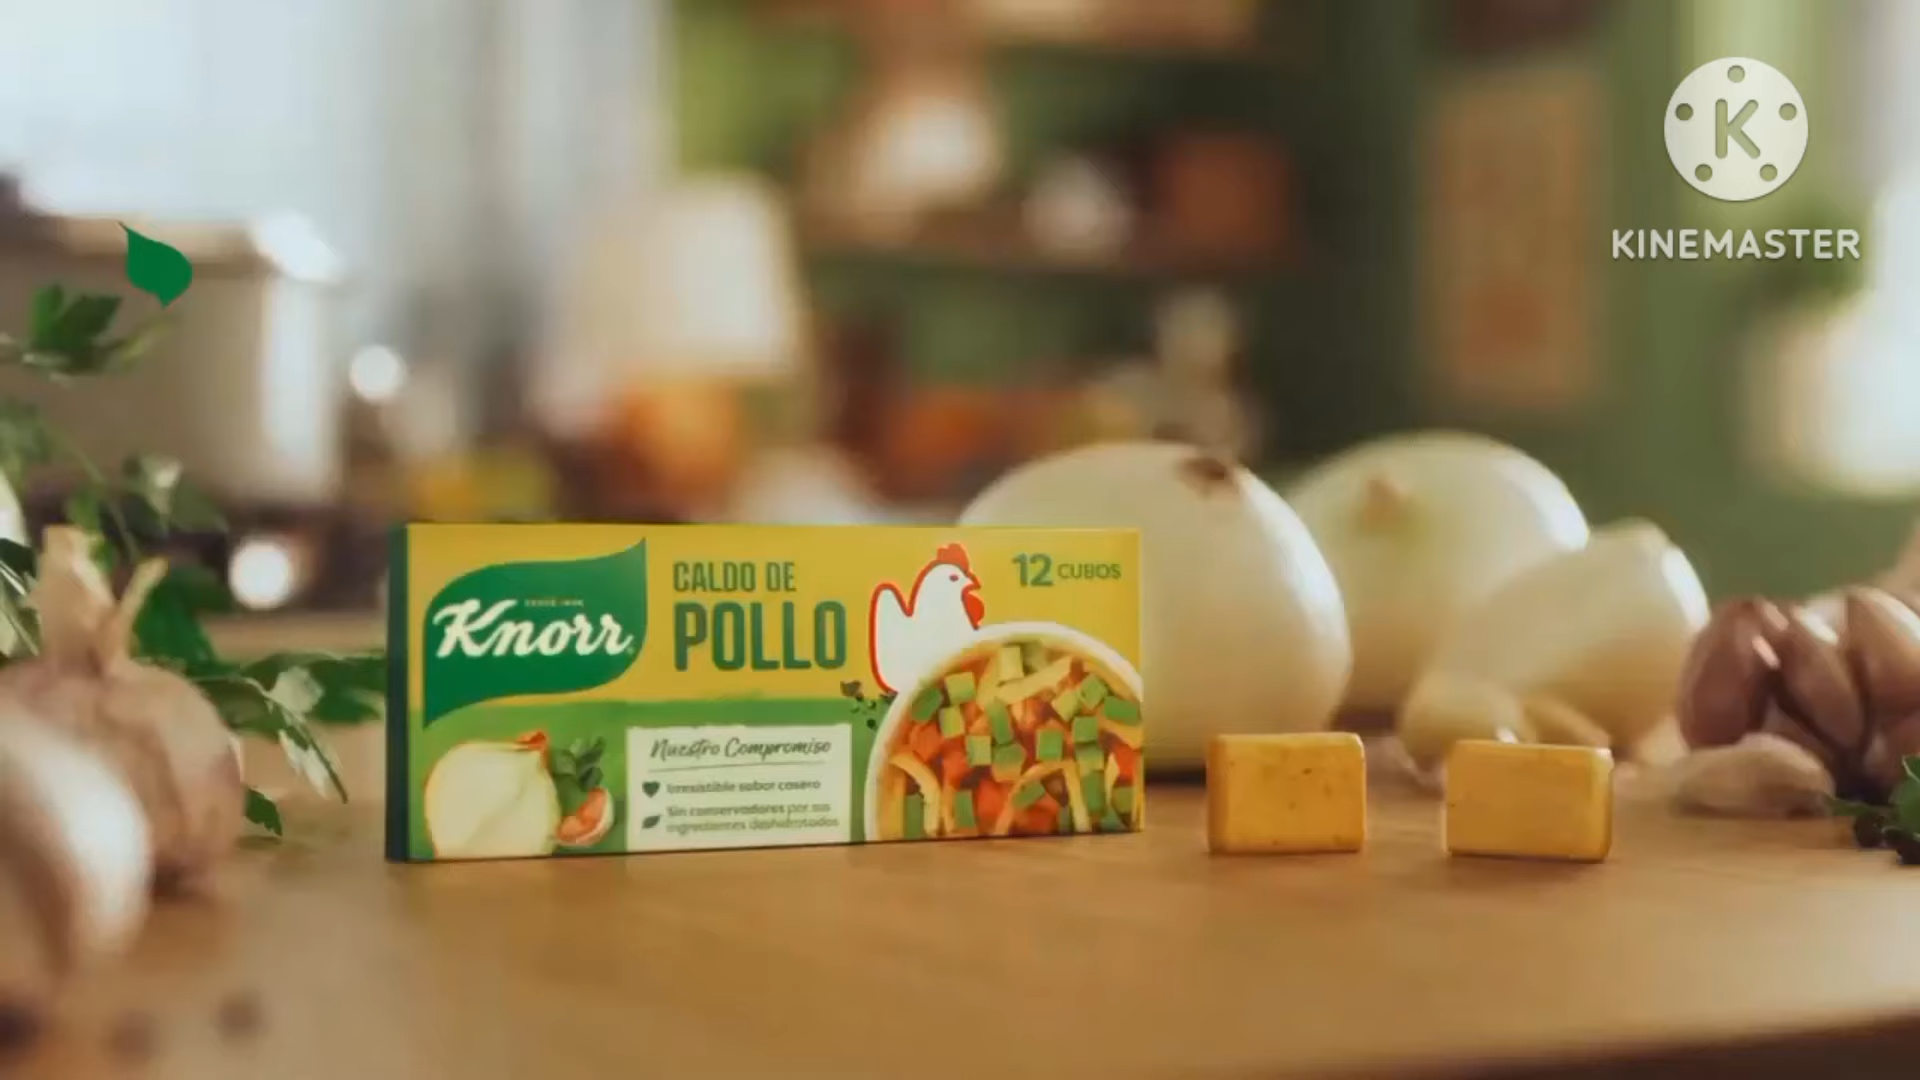 KINEMASTER
Knorr
CALDO DE
POLLO
12 CUBOS
Nuestro Compromiso
Irresistible sabor casero
Sin conservadores por sus
ingredientes deshidratados